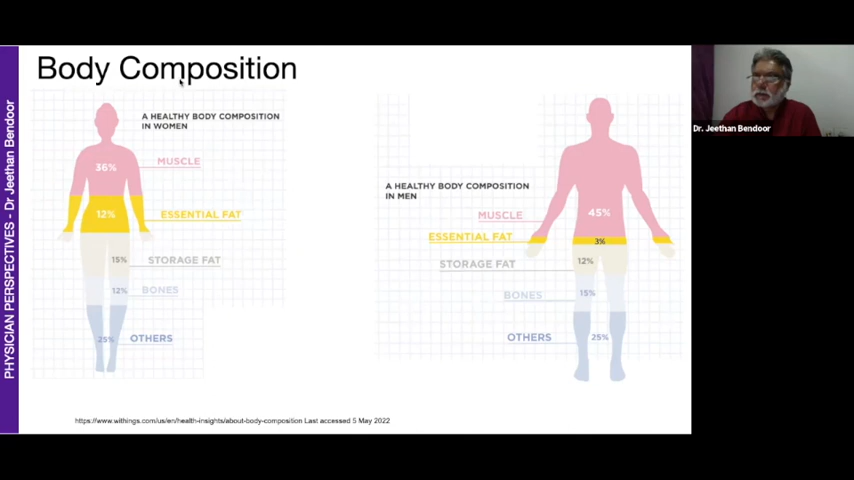 PHYSICIAN PERSPECTIVES - Dr Jeethan Bendoor
Body Composition
A HEALTHY BODY COMPOSITION
IN WOMEN
36%
MUSCLE
12%
ESSENTIAL FAT
15%
STORAGE FAT
12%
BONES
25%
OTHERS
A HEALTHY BODY COMPOSITION
IN MEN
MUSCLE
45%
ESSENTIAL FAT
3%
STORAGE FAT
12%
BONES
15%
OTHERS
25%
https://www.withings.com/us/en/health-insights/about-body-composition Last accessed 5 May 2022
Dr. Jeethan Bendoor